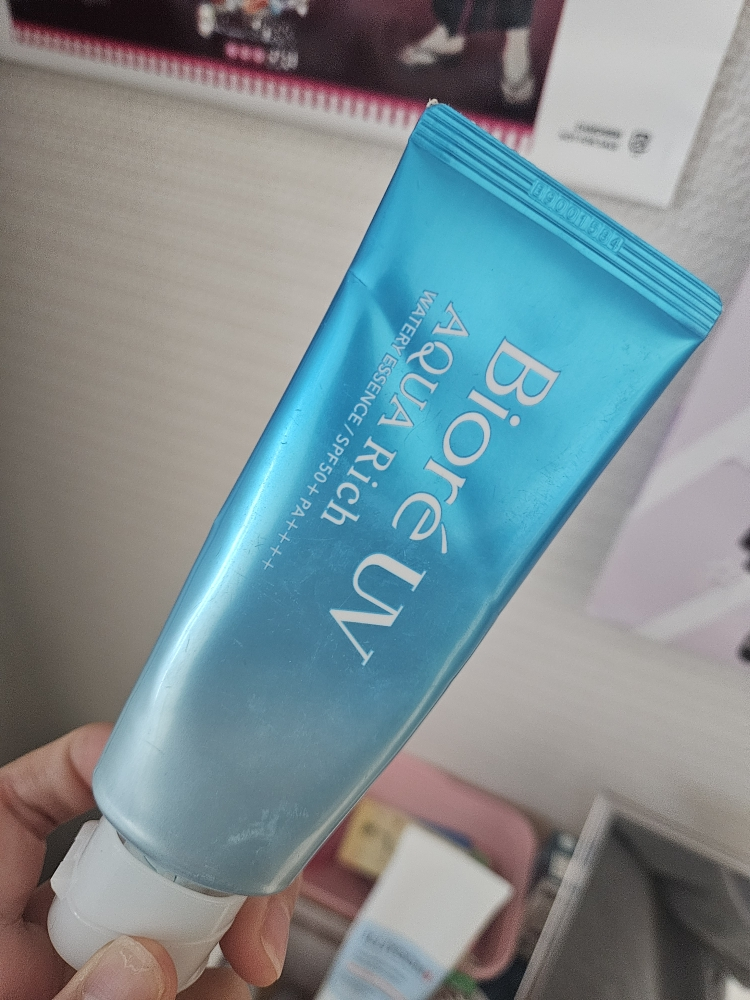 Bioré UV
AQUA Rich
WATERY ESSENCE / SPF50+ PA++++